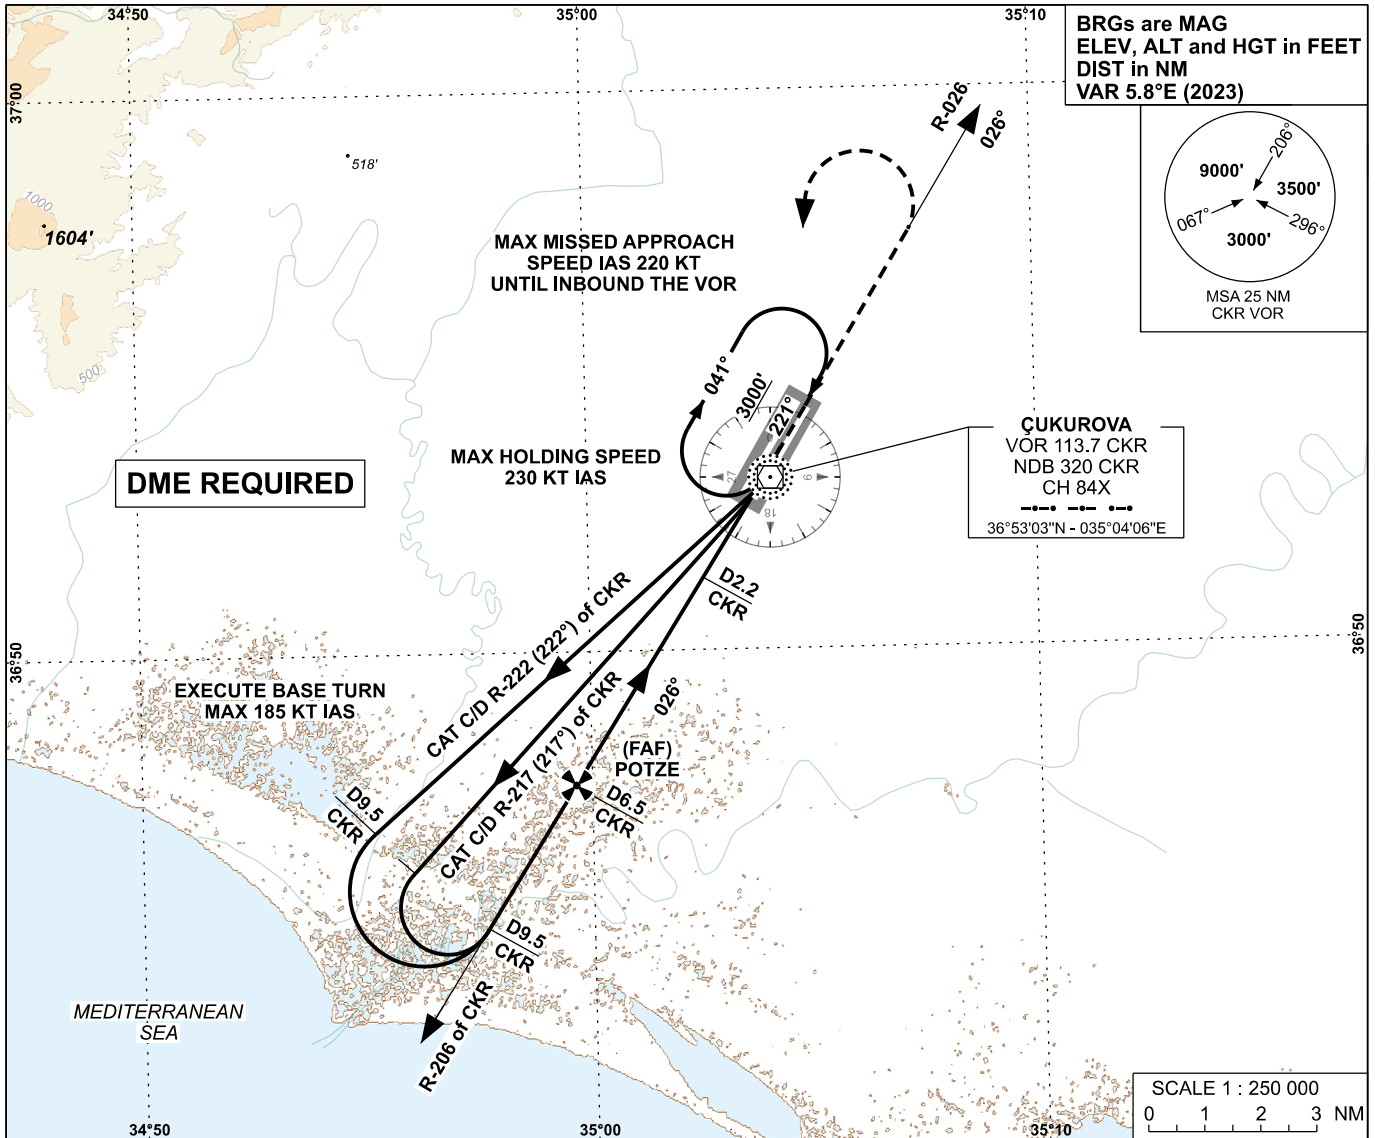 34°50'
35°00'
35°10'
BRGs are MAG
ELEV, ALT and HGT in FEET
DIST in NM
VAR 5.8°E (2023)
37°00'
R-026
026°
518'
206°
9000'
3500'
067°
296°
3000'
MSA 25 NM
CKR VOR
1000
1604'
500
MAX MISSED APPROACH
SPEED IAS 220 KT
UNTIL INBOUND THE VOR
041°
3000'
221°
MAX HOLDING SPEED
230 KT IAS
DME REQUIRED
0
27
9
18
ÇUKUROVA
VOR 113.7 CKR
NDB 320 CKR
CH 84X
36°53'03"N - 035°04'06"E
D2.2
CKR
CAT C/D R-222 (222°) of CKR
36°50'
36°50'
EXECUTE BASE TURN
MAX 185 KT IAS
CAT C/D R-217 (217°) of CKR
026°
(FAF)
POTZE
D6.5
CKR
D9.5
CKR
D9.5
CKR
R-206 of CKR
MEDITERRANEAN
SEA
SCALE 1 : 250 000
0 1 2 3 NM
34°50'
35°00'
35°10'